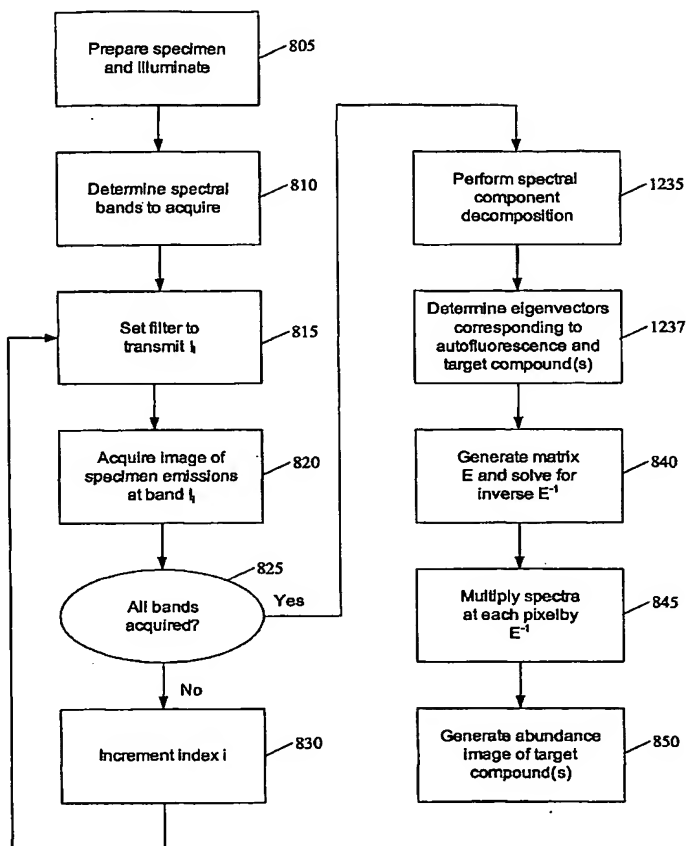 Prepare specimen
and illuminate
805
Determine spectral
bands to acquire
810
Set filter to
transmit lᵢ
815
Acquire image of
specimen emissions
at band lᵢ
820
825
All bands
acquired?
Yes
No
Increment index i
830
Perform spectral
component
decomposition
1235
Determine eigenvectors
corresponding to
autofluorescence and
target compound(s)
1237
Generate matrix
E and solve for
inverse E⁻¹
840
Multiply spectra
at each pixelby
E⁻¹
845
Generate abundance
image of target
compound(s)
850